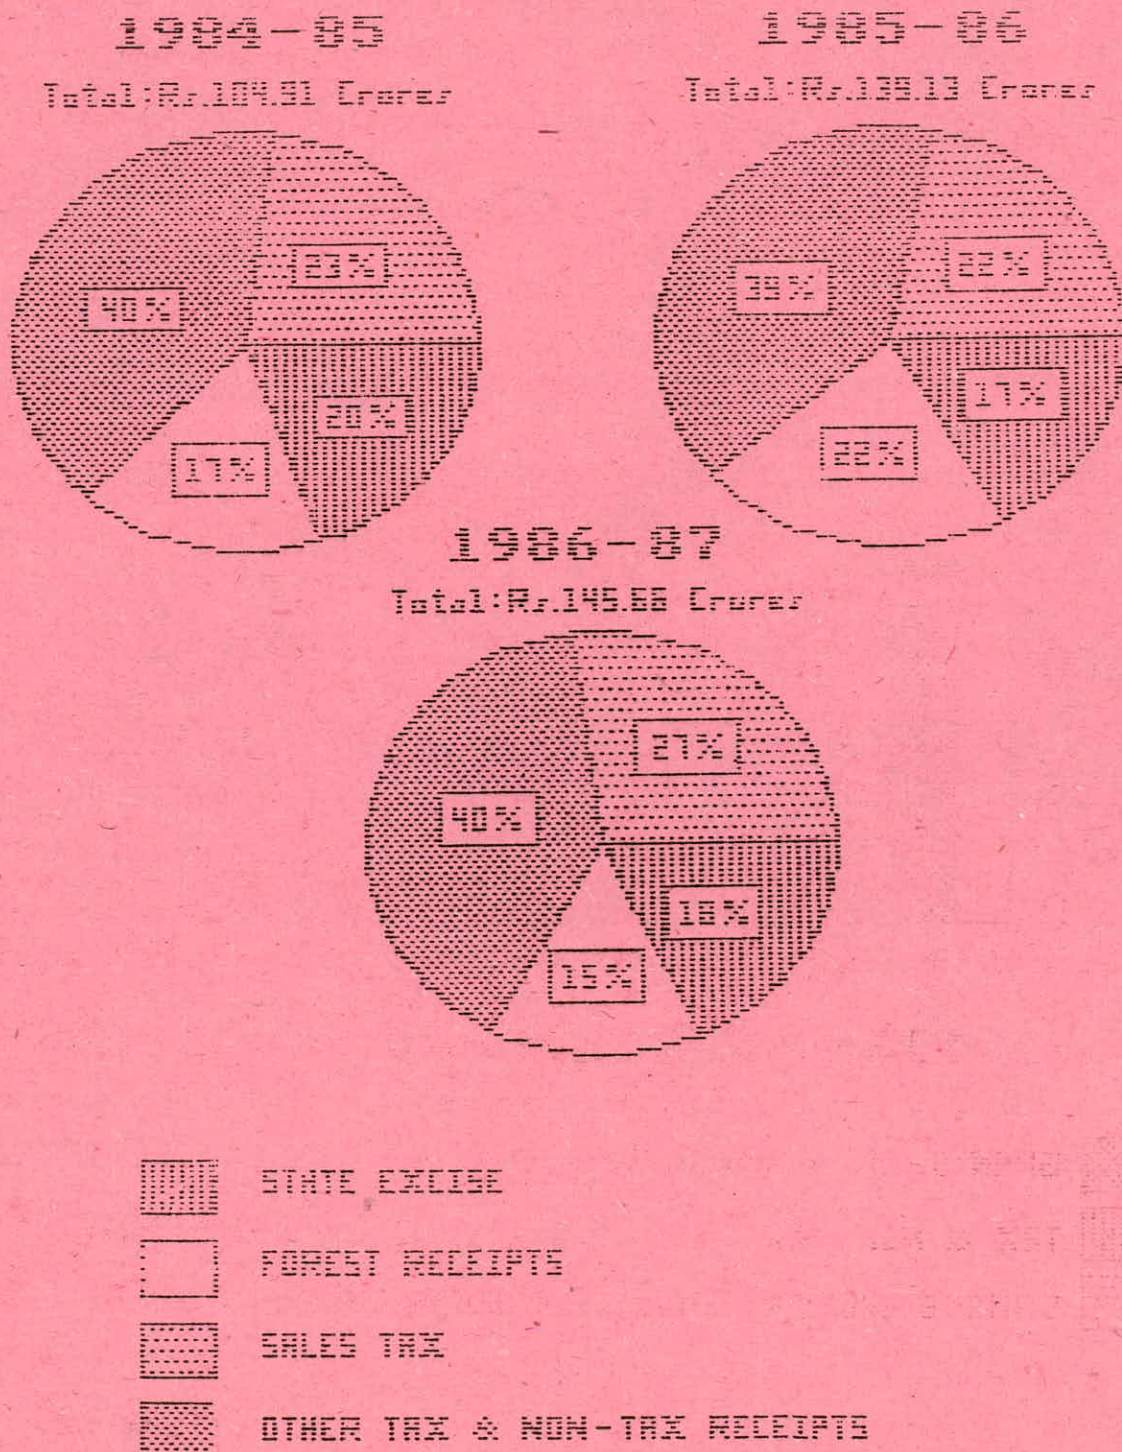 1984-85
1985-86
Total:Rs.104.91 Crores
Total:Rs.139.13 Crores
23%
22%
40%
39%
20%
17%
17%
22%
1986-87
Total:Rs.145.66 Crores
27%
40%
18%
15%
STATE EXCISE
FOREST RECEIPTS
SALES TAX
OTHER TAX & NON-TAX RECEIPTS